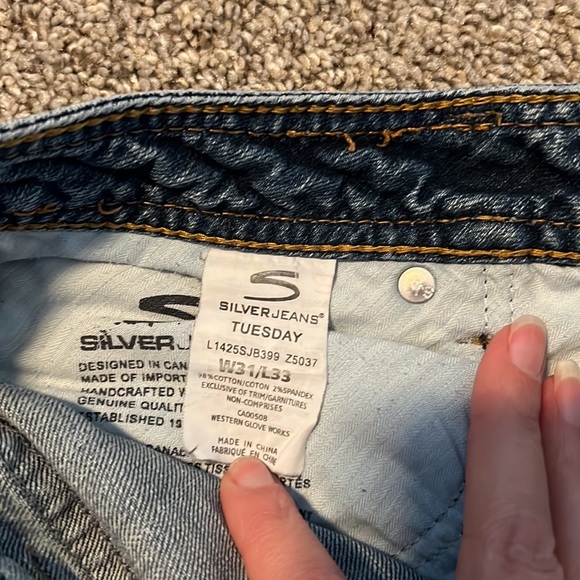 S
SILVERJEANS®
TUESDAY
L1425SJB399 Z5037
W31/L33
98%COTTON/COTON 2%SPANDEX
EXCLUSIVE OF TRIM/GARNITURES
NON-COMPRISES
CA00508
WESTERN GLOVE WORKS
MADE IN CHINA
FABRIQUÉ EN CHINE
SILVERJ
DESIGNED IN CAN
MADE OF IMPORT
HANDCRAFTED W
GENUINE QUALIT
ESTABLISHED 19